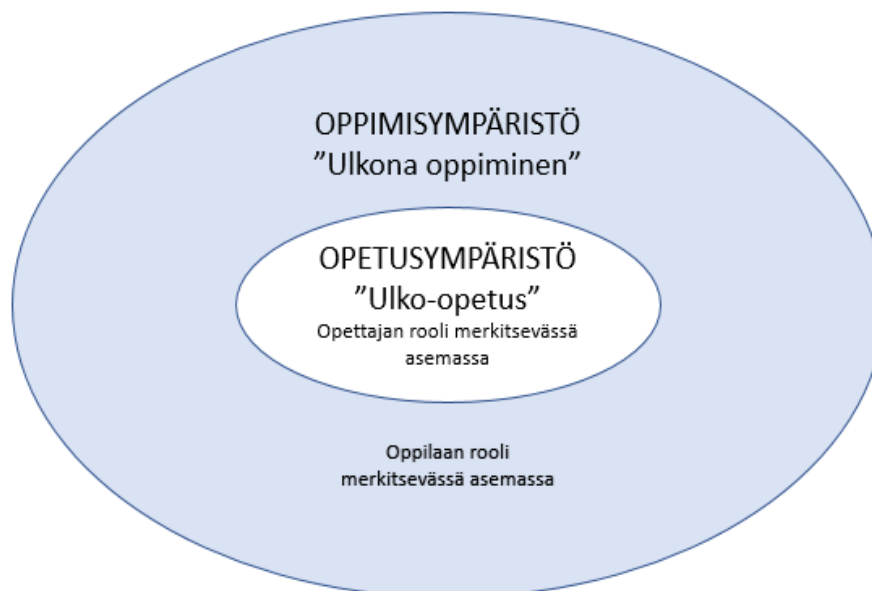 OPPIMISYMPÄRISTÖ
”Ulkona oppiminen”
OPETUSYMPÄRISTÖ
”Ulko-opetus”
Opettajan rooli merkitsevässä
asemassa
Oppilaan rooli
merkitsevässä asemassa